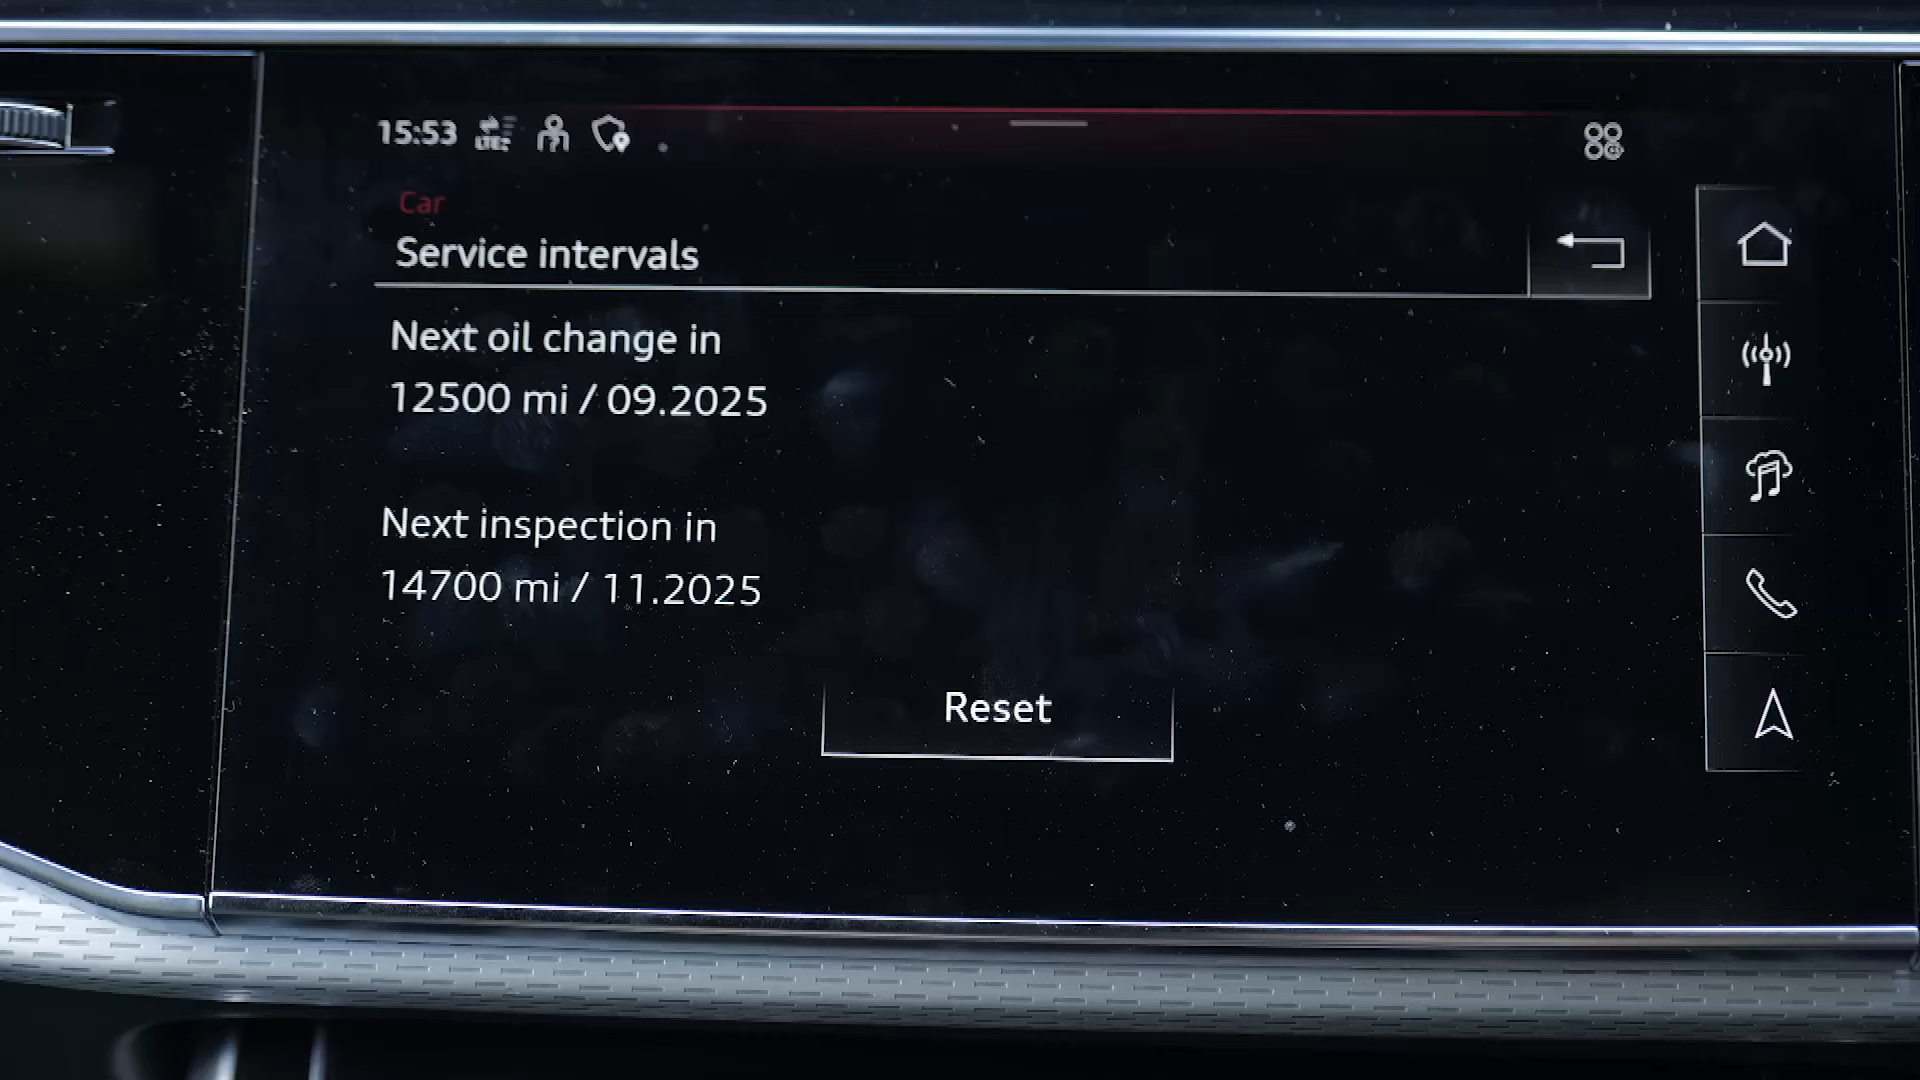 15:53
Car
Service intervals
Next oil change in
12500 mi / 09.2025
Next inspection in
14700 mi / 11.2025
Reset